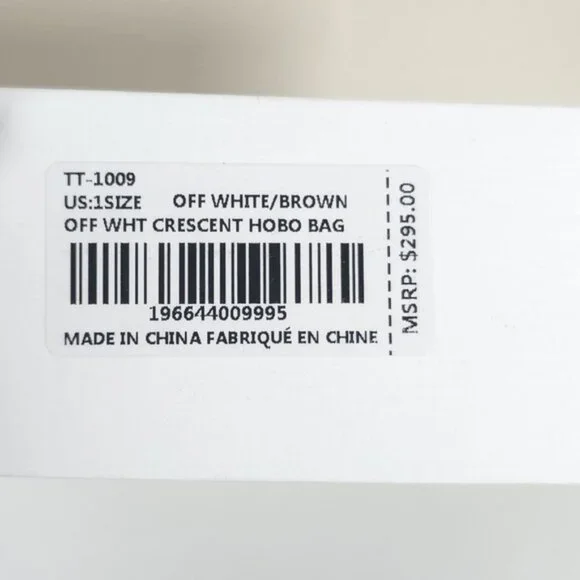 TT-1009
US:1SIZE OFF WHITE/BROWN
OFF WHT CRESCENT HOBO BAG
196644009995
MADE IN CHINA FABRIQUÉ EN CHINE
MSRP: $295.00